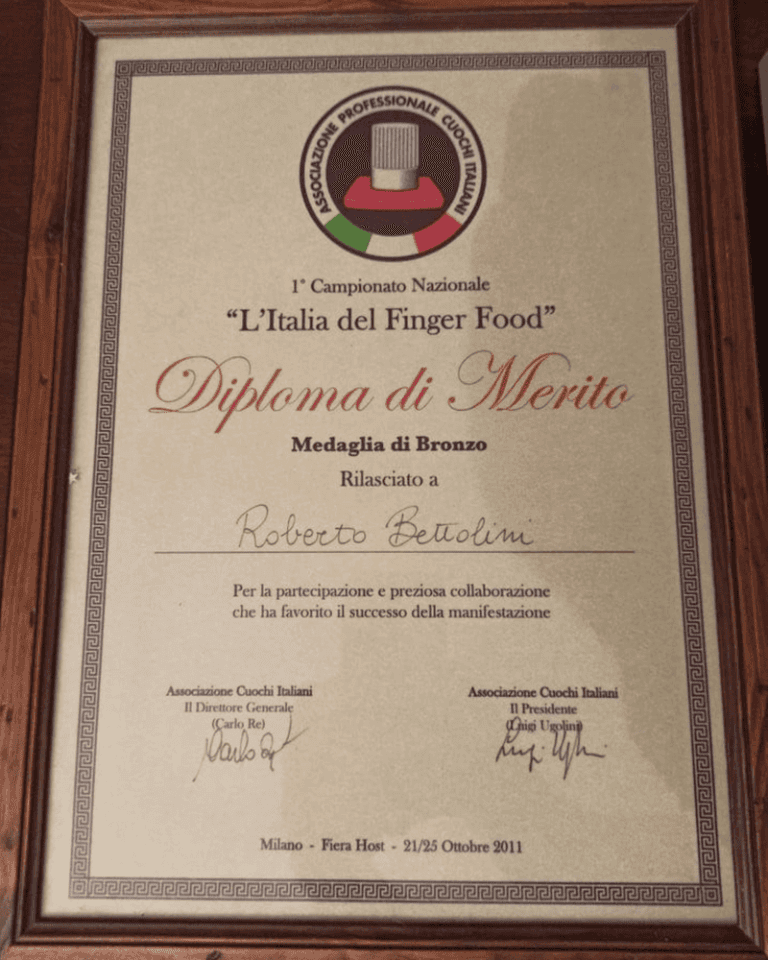 ASSOCIAZIONE PROFESSIONALE CUOCHI ITALIANI
1° Campionato Nazionale
“L’Italia del Finger Food”
Diploma di Merito
Medaglia di Bronzo
Rilasciato a
Roberto Bettolini
Per la partecipazione e preziosa collaborazione
che ha favorito il successo della manifestazione
Associazione Cuochi Italiani
Il Direttore Generale
(Carlo Re)
Carlo Re
Associazione Cuochi Italiani
Il Presidente
(Luigi Ugolini)
Milano - Fiera Host - 21/25 Ottobre 2011